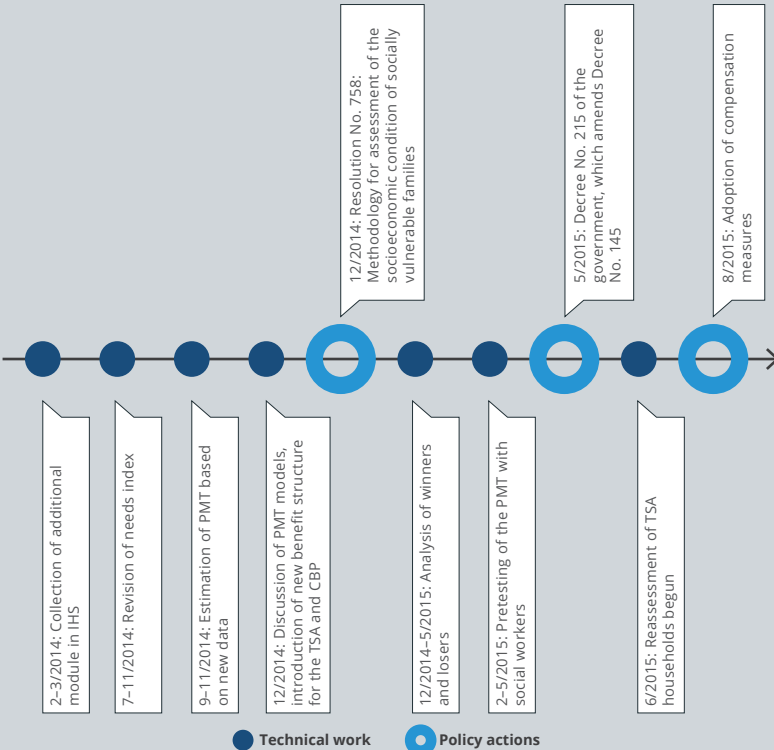 12/2014: Resolution No. 758:
Methodology for assessment of the
socioeconomic condition of socially
vulnerable families
5/2015: Decree No. 215 of the
government, which amends Decree
No. 145
8/2015: Adoption of compensation
measures
2–3/2014: Collection of additional
module in IHS
7–11/2014: Revision of needs index
9–11/2014: Estimation of PMT based
on new data
12/2014: Discussion of PMT models,
introduction of new benefit structure
for the TSA and CBP
12/2014–5/2015: Analysis of winners
and losers
2–5/2015: Pretesting of the PMT with
social workers
6/2015: Reassessment of TSA
households begun
Technical work
Policy actions